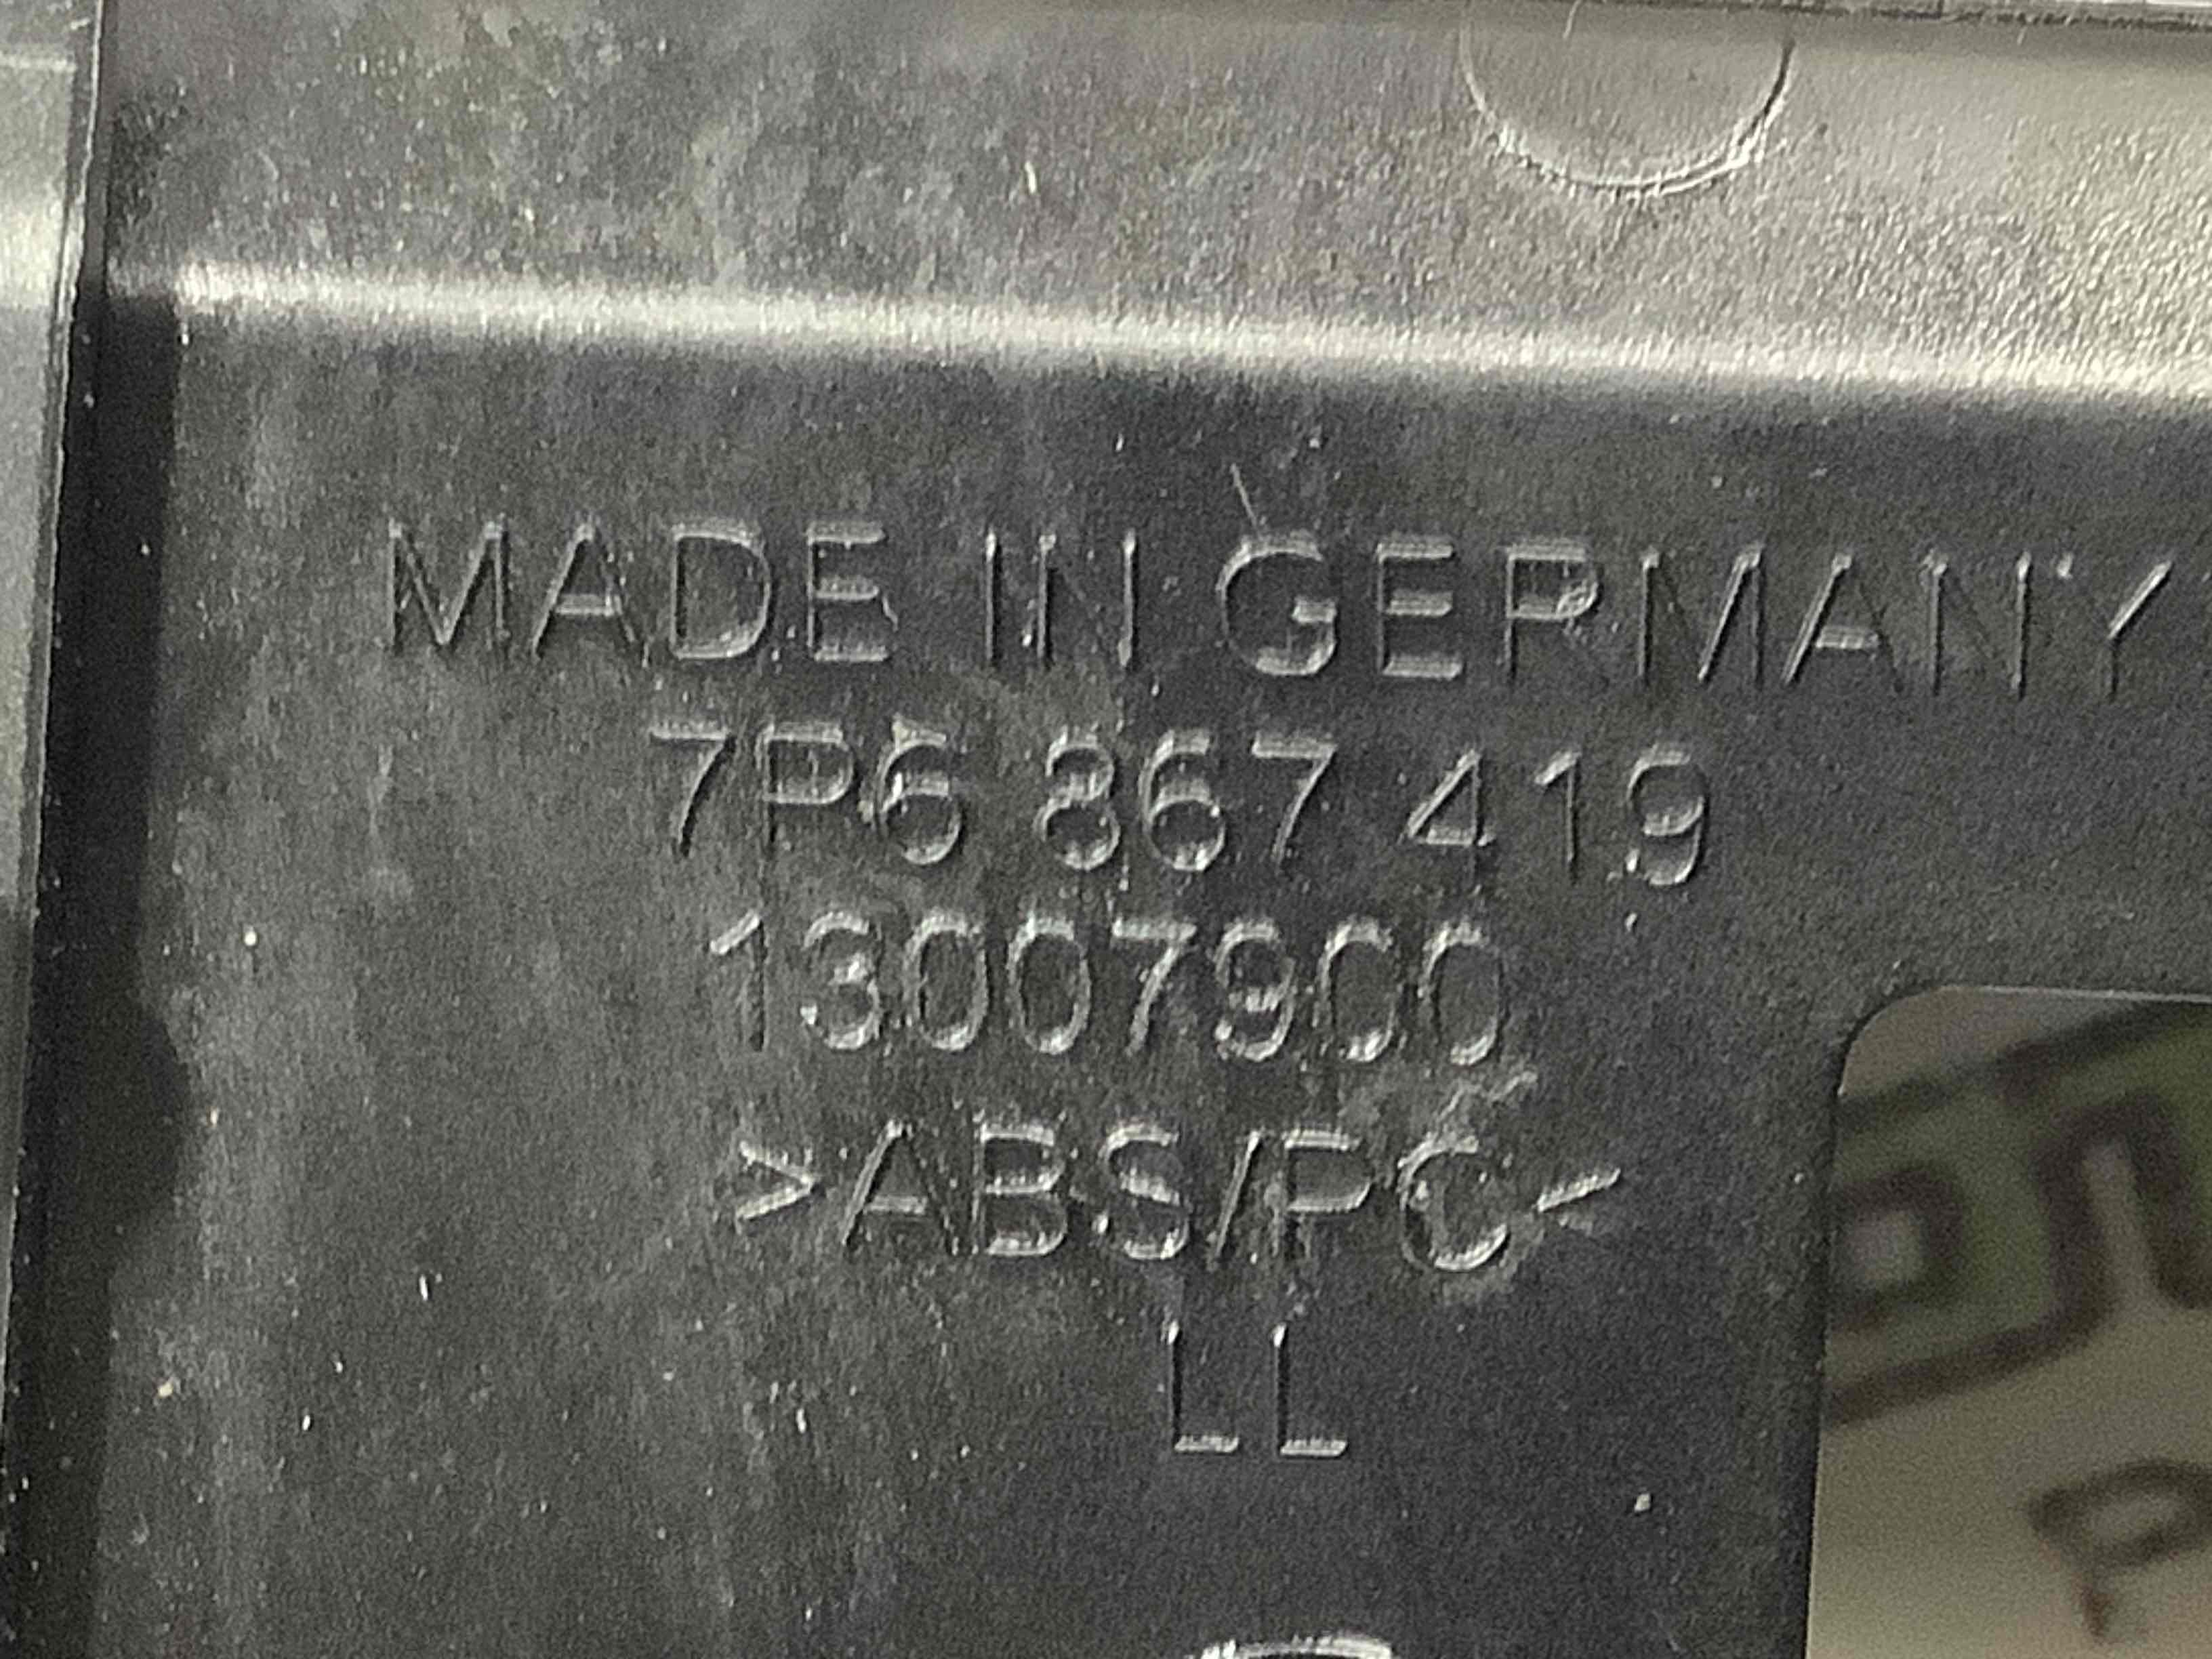 MADE IN GERMANY
7P6 867 419
13007900
>ABS/PC<
LL
P